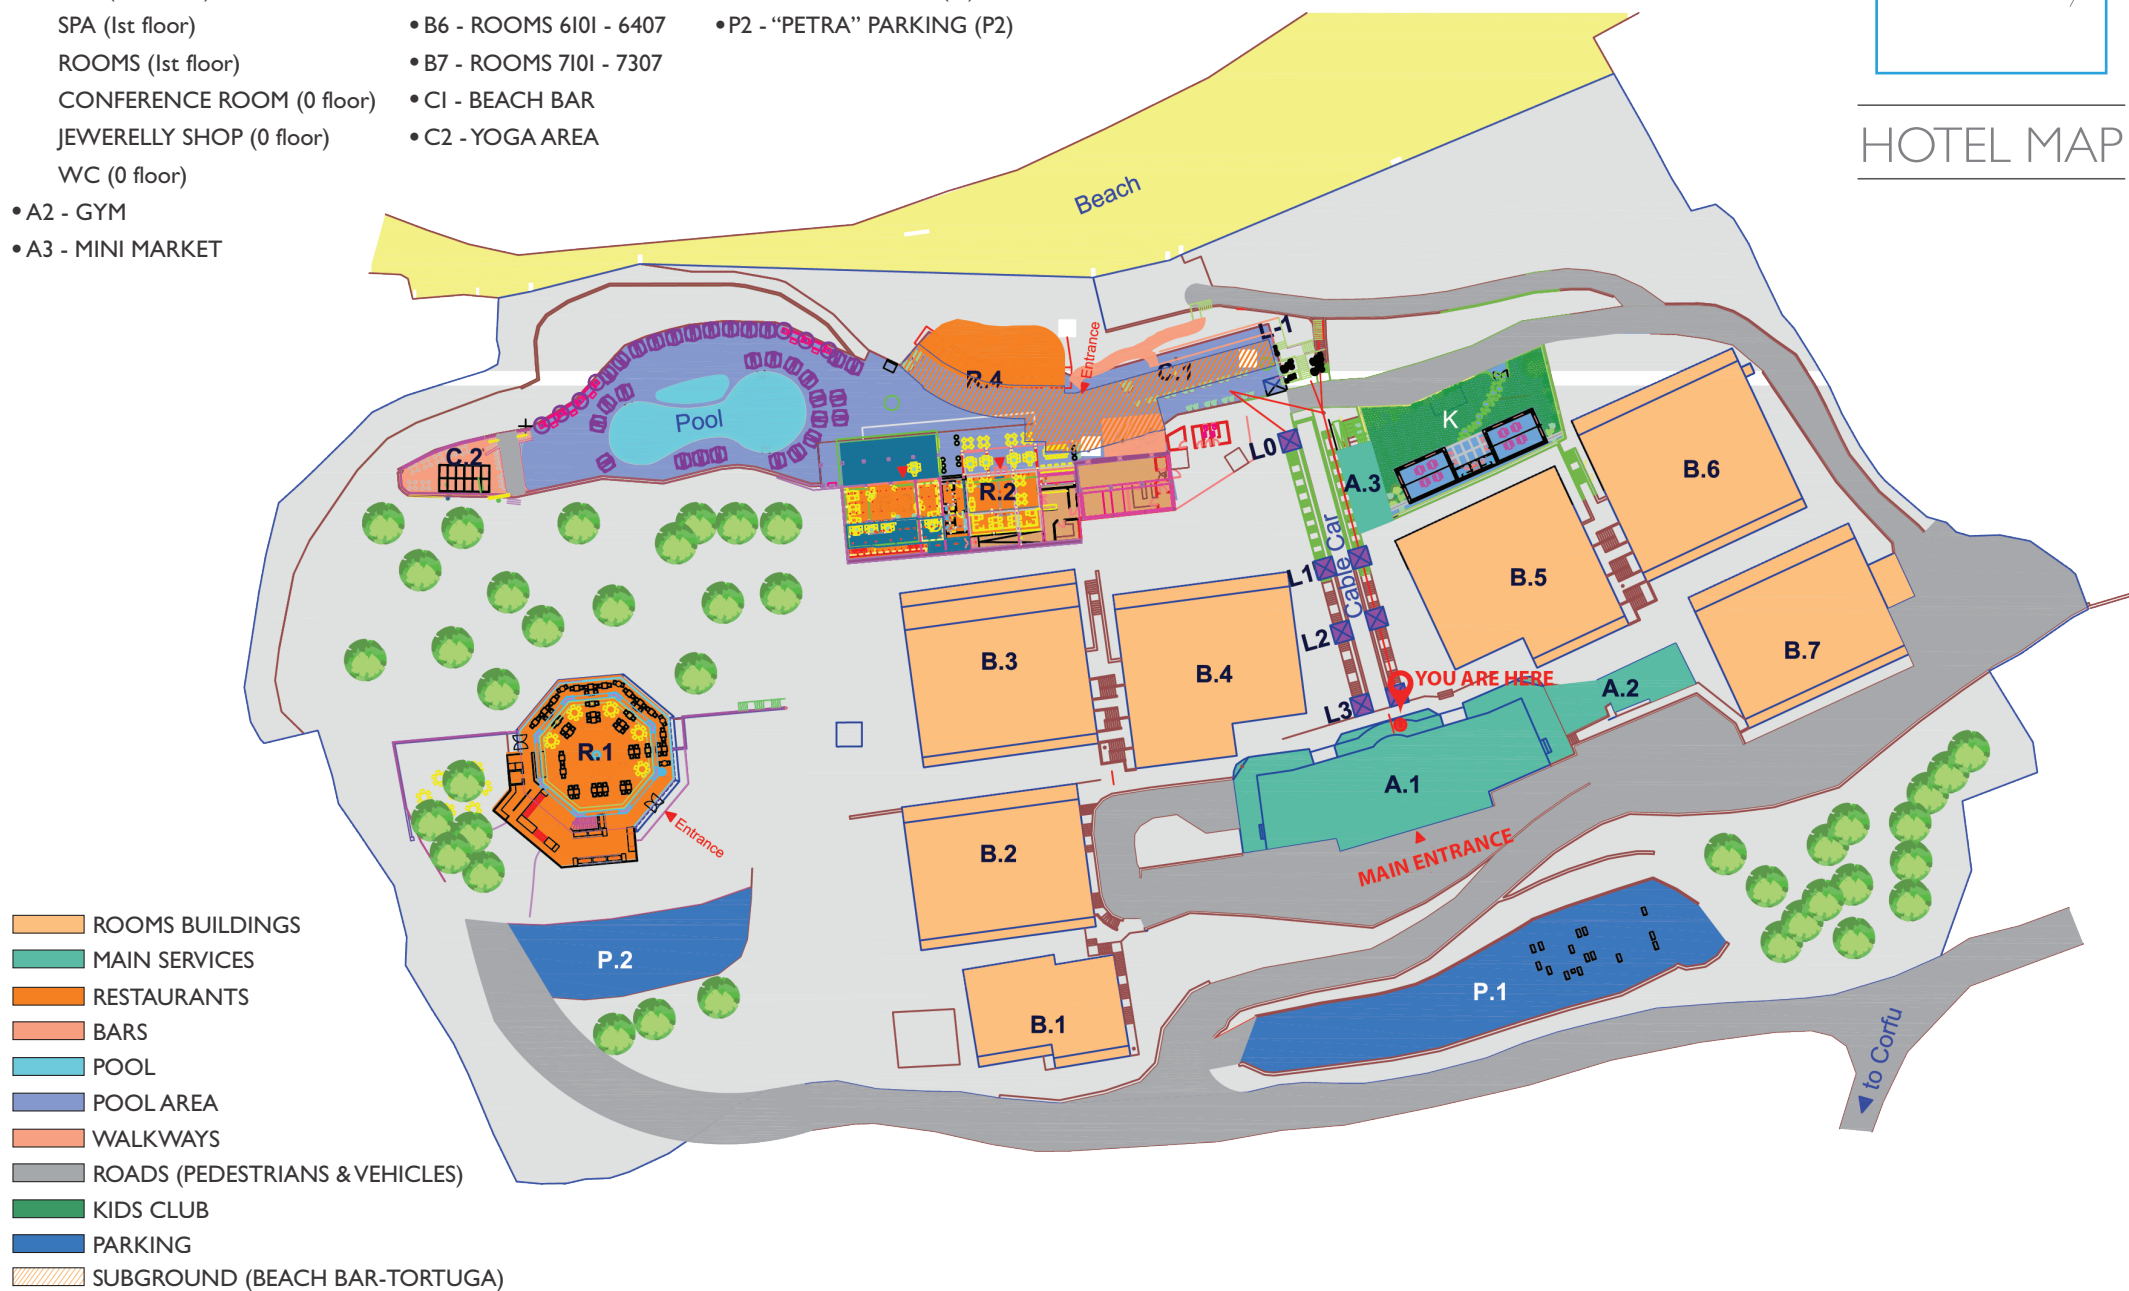 SPA (1st floor)
ROOMS (1st floor)
CONFERENCE ROOM (0 floor)
JEWERELLY SHOP (0 floor)
WC (0 floor)
• A2 - GYM
• A3 - MINI MARKET
• B6 - ROOMS 6101 - 6407
• B7 - ROOMS 7101 - 7307
• C1 - BEACH BAR
• C2 - YOGA AREA
• P2 - “PETRA” PARKING (P2)
HOTEL MAP
Beach
Entrance
L-1
R.4
C.1
Pool
K
C.2
L0
A.3
B.6
R.2
Cable Car
L1
B.5
L2
B.3
B.4
B.7
YOU ARE HERE
A.2
L3
R.1
A.1
Entrance
MAIN ENTRANCE
B.2
P.2
P.1
B.1
to Corfu
ROOMS BUILDINGS
MAIN SERVICES
RESTAURANTS
BARS
POOL
POOL AREA
WALKWAYS
ROADS (PEDESTRIANS & VEHICLES)
KIDS CLUB
PARKING
SUBGROUND (BEACH BAR-TORTUGA)